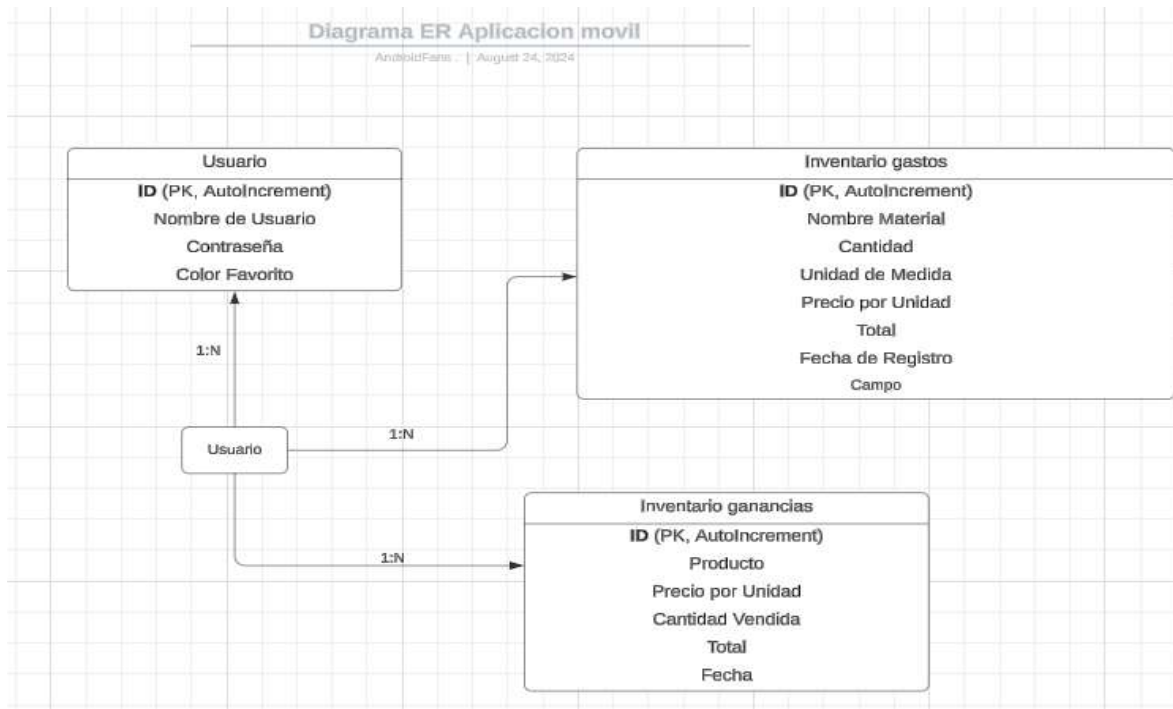 Diagrama ER Aplicacion movil
AndroidFans . | August 24, 2024
Usuario
ID (PK, AutoIncrement)
Nombre de Usuario
Contraseña
Color Favorito
Inventario gastos
ID (PK, AutoIncrement)
Nombre Material
Cantidad
Unidad de Medida
Precio por Unidad
Total
Fecha de Registro
Campo
1:N
Usuario
1:N
1:N
Inventario ganancias
ID (PK, AutoIncrement)
Producto
Precio por Unidad
Cantidad Vendida
Total
Fecha